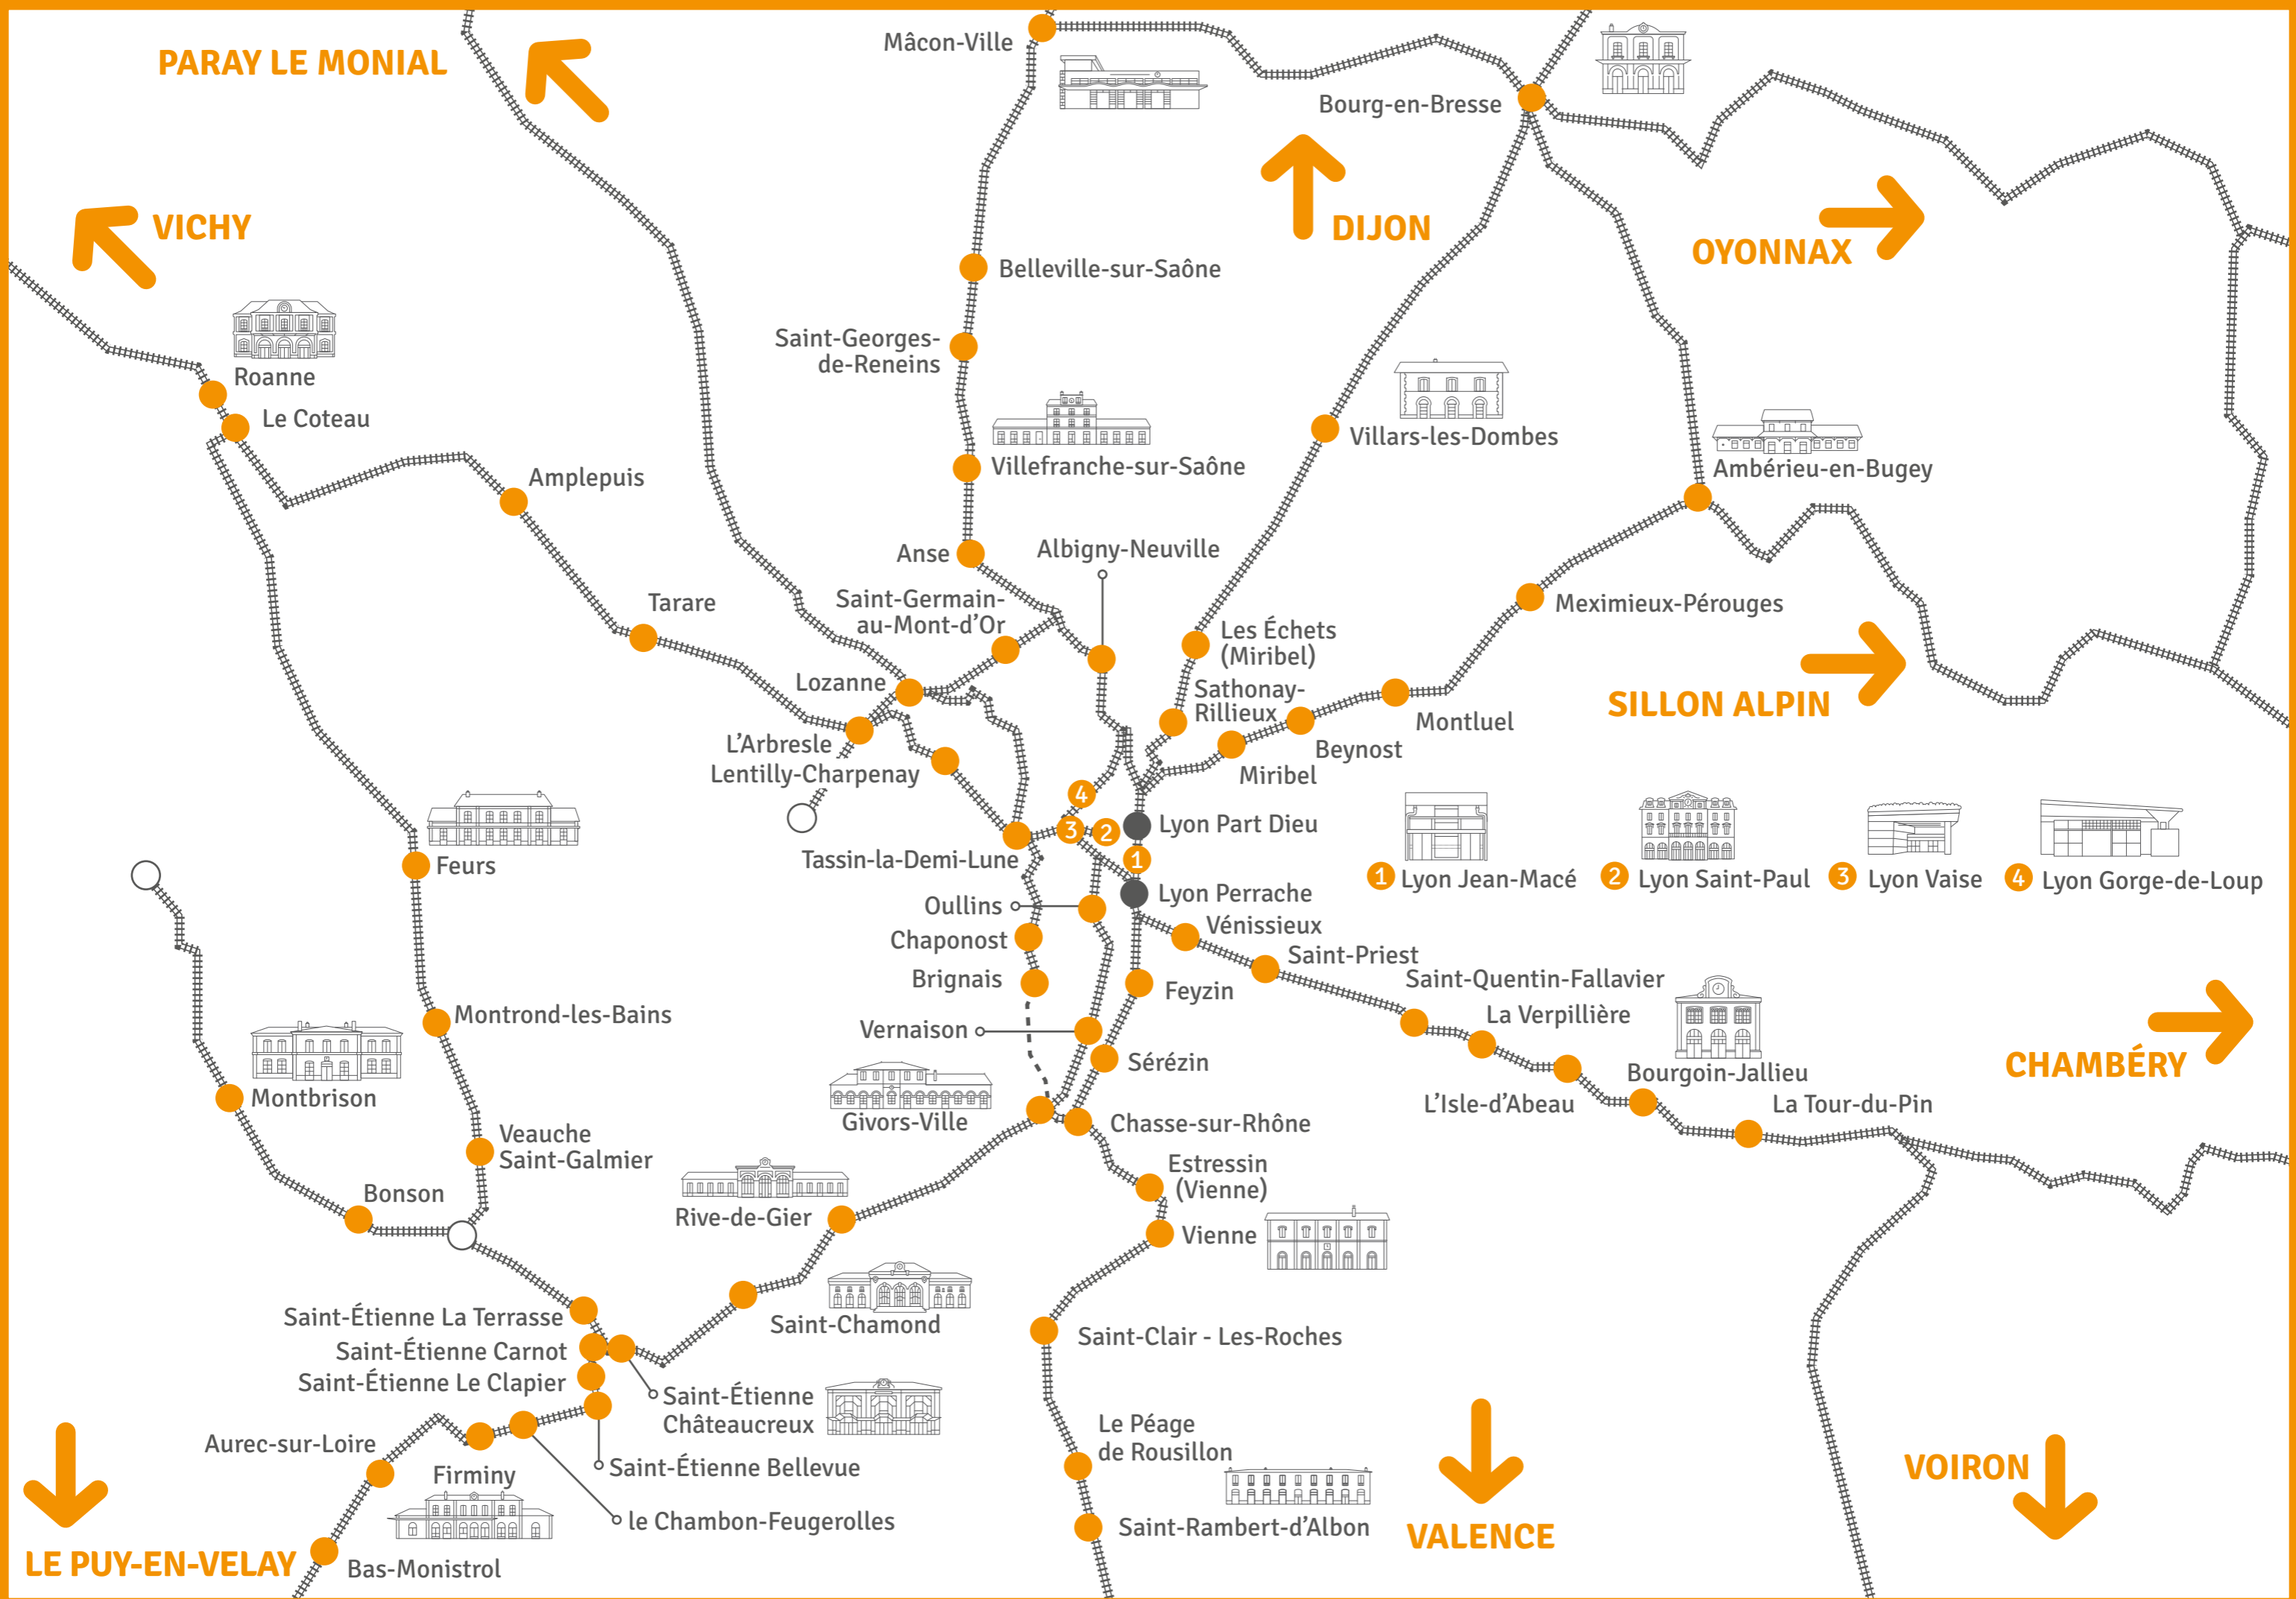 PARAY LE MONIAL
Mâcon-Ville
Bourg-en-Bresse
VICHY
DIJON
OYONNAX
Belleville-sur-Saône
Saint-Georges-
de-Reneins
Roanne
Le Coteau
Villars-les-Dombes
Villefranche-sur-Saône
Ambérieu-en-Bugey
Amplepuis
Anse
Albigny-Neuville
Tarare
Saint-Germain-
au-Mont-d'Or
Meximieux-Pérouges
Les Échets
(Miribel)
Lozanne
Sathonay-
Rillieux
SILLON ALPIN
Montluel
L'Arbresle
Beynost
Lentilly-Charpenay
Miribel
4
3
2
Lyon Part Dieu
Tassin-la-Demi-Lune
1
1 Lyon Jean-Macé
2 Lyon Saint-Paul
3 Lyon Vaise
4 Lyon Gorge-de-Loup
Feurs
Lyon Perrache
Oullins
Vénissieux
Chaponost
Saint-Priest
Brignais
Saint-Quentin-Fallavier
Feyzin
Montrond-les-Bains
La Verpillière
Vernaison
Sérézin
CHAMBÉRY
Bourgoin-Jallieu
Montbrison
L'Isle-d'Abeau
La Tour-du-Pin
Givors-Ville
Chasse-sur-Rhône
Veauche
Saint-Galmier
Estressin
(Vienne)
Bonson
Rive-de-Gier
Vienne
Saint-Étienne La Terrasse
Saint-Chamond
Saint-Clair - Les-Roches
Saint-Étienne Carnot
Saint-Étienne Le Clapier
Saint-Étienne
Châteaucreux
Le Péage
de Rousillon
Aurec-sur-Loire
Firminy
Saint-Étienne Bellevue
VOIRON
le Chambon-Feugerolles
Saint-Rambert-d'Albon
VALENCE
LE PUY-EN-VELAY
Bas-Monistrol